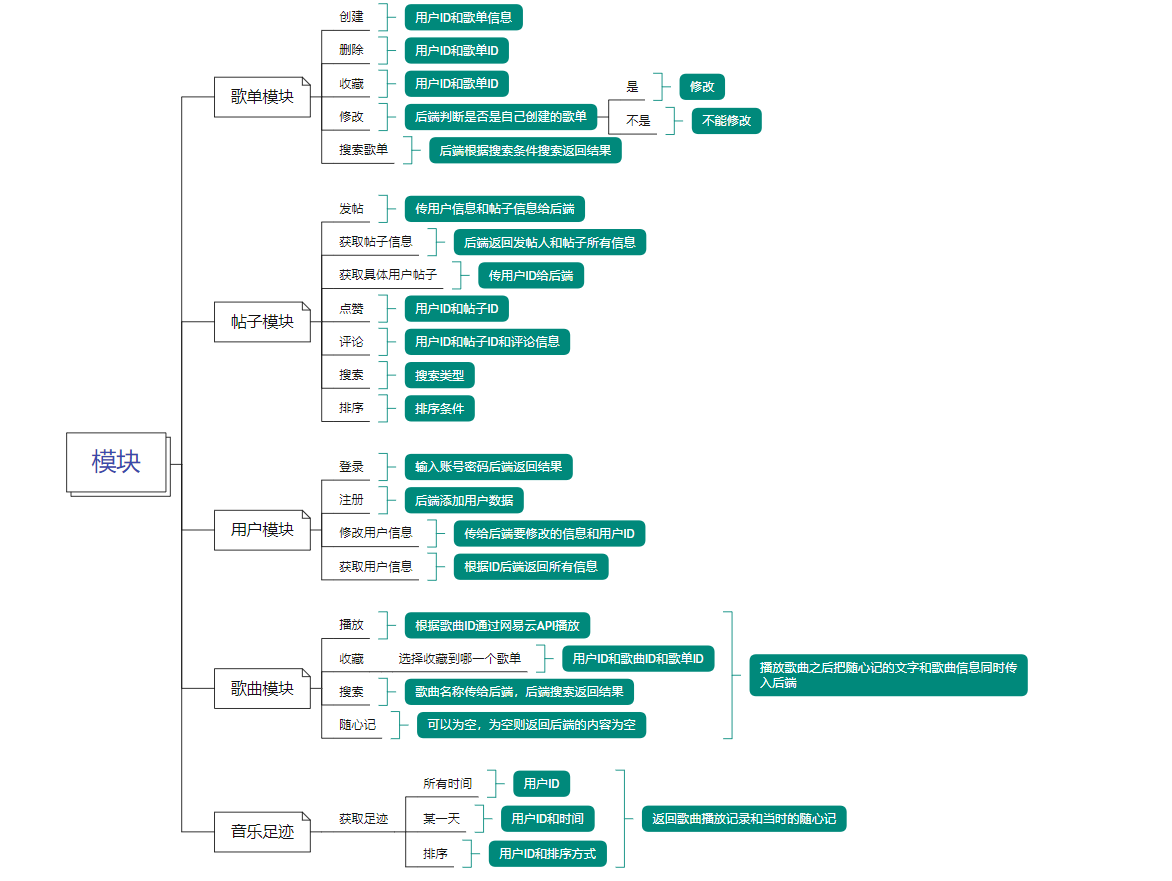 模块
歌单模块
创建
用户ID和歌单信息
删除
用户ID和歌单ID
收藏
用户ID和歌单ID
修改
后端判断是否是自己创建的歌单
是
修改
不是
不能修改
搜索歌单
后端根据搜索条件搜索返回结果
帖子模块
发帖
传用户信息和帖子信息给后端
获取帖子信息
后端返回发帖人和帖子所有信息
获取具体用户帖子
传用户ID给后端
点赞
用户ID和帖子ID
评论
用户ID和帖子ID和评论信息
搜索
搜索类型
排序
排序条件
用户模块
登录
输入账号密码后端返回结果
注册
后端添加用户数据
修改用户信息
传给后端要修改的信息和用户ID
获取用户信息
根据ID后端返回所有信息
歌曲模块
播放
根据歌曲ID通过网易云API播放
收藏
选择收藏到哪一个歌单
用户ID和歌曲ID和歌单ID
搜索
歌曲名称传给后端，后端搜索返回结果
随心记
可以为空，为空则返回后端的内容为空
播放歌曲之后把随心记的文字和歌曲信息同时传
入后端
音乐足迹
获取足迹
所有时间
用户ID
某一天
用户ID和时间
排序
用户ID和排序方式
返回歌曲播放记录和当时的随心记